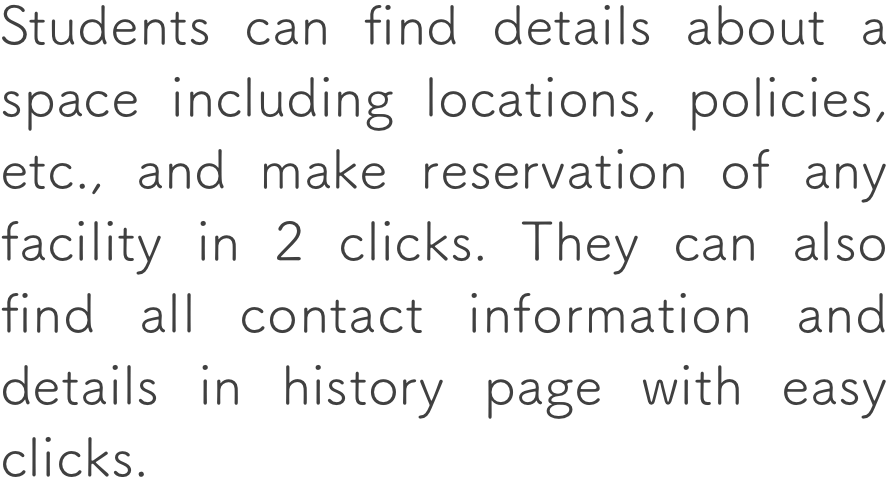 Students can find details about a
space including locations, policies,
etc., and make reservation of any
facility in 2 clicks. They can also
find all contact information and
details in history page with easy
clicks.